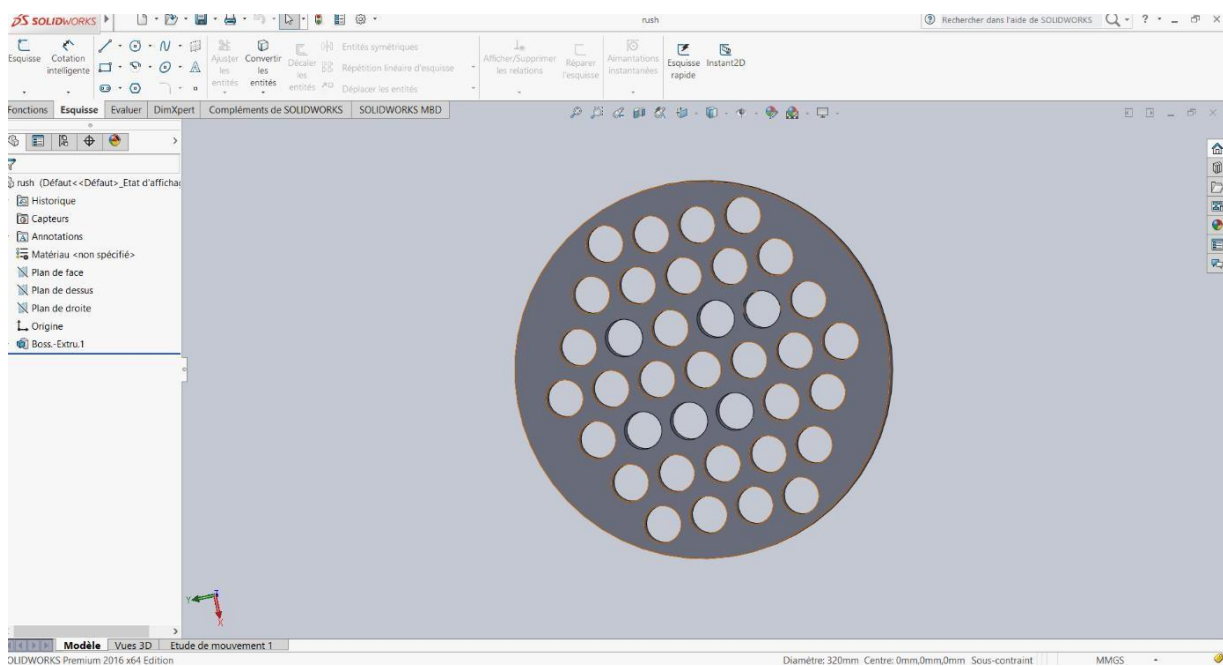 SOLIDWORKS
rush
Rechercher dans l'aide de SOLIDWORKS
Esquisse
Cotation intelligente
Ajuster les entités
Convertir les entités
Décaler les entités
Entités symétriques
Répétition linéaire d'esquisse
Déplacer les entités
Afficher/Supprimer les relations
Réparer l'esquisse
Aimantations instantanées
Esquisse rapide
Instant2D
Fonctions Esquisse Evaluer DimXpert Compléments de SOLIDWORKS SOLIDWORKS MBD
rush (Défaut<<Défaut>_Etat d'affichag
Historique
Capteurs
Annotations
Matériau <non spécifié>
Plan de face
Plan de dessus
Plan de droite
Origine
Boss.-Extru.1
Y
X
Modèle Vues 3D Etude de mouvement 1
OLIDWORKS Premium 2016 x64 Edition
Diamètre: 320mm Centre: 0mm,0mm,0mm Sous-contraint MMGS